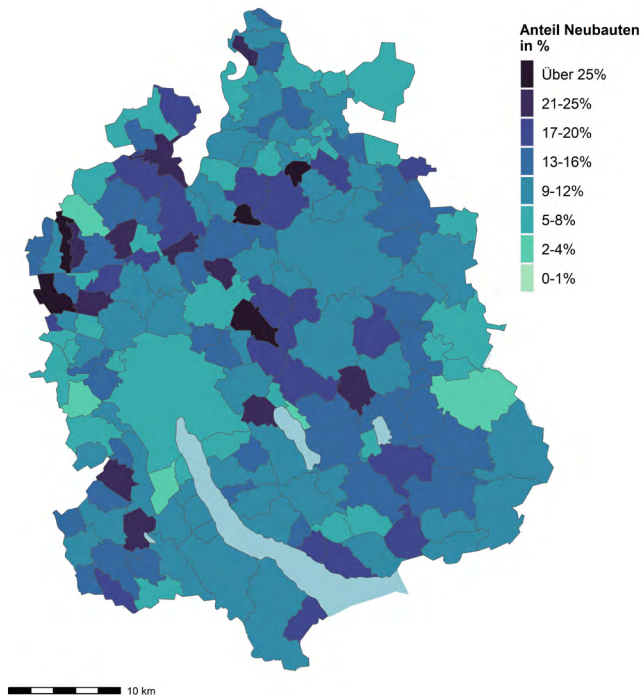 Anteil Neubauten
in %
Über 25%
21-25%
17-20%
13-16%
9-12%
5-8%
2-4%
0-1%
10 km